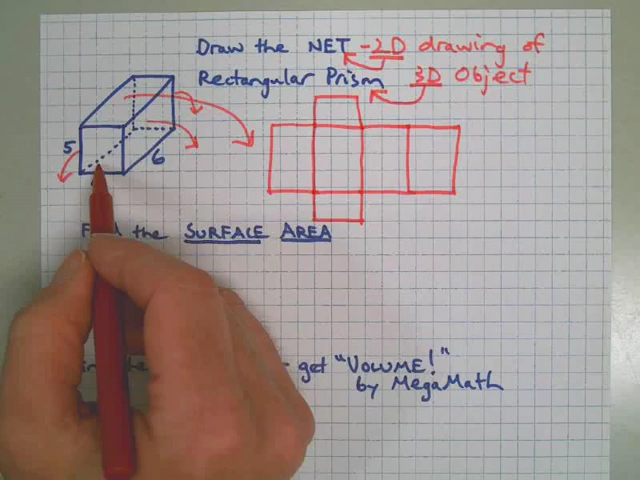 Draw the NET - 2D drawing of
Rectangular Prism 3D Object
5
6
the SURFACE AREA
get "VOLUME!"
by MegaMath